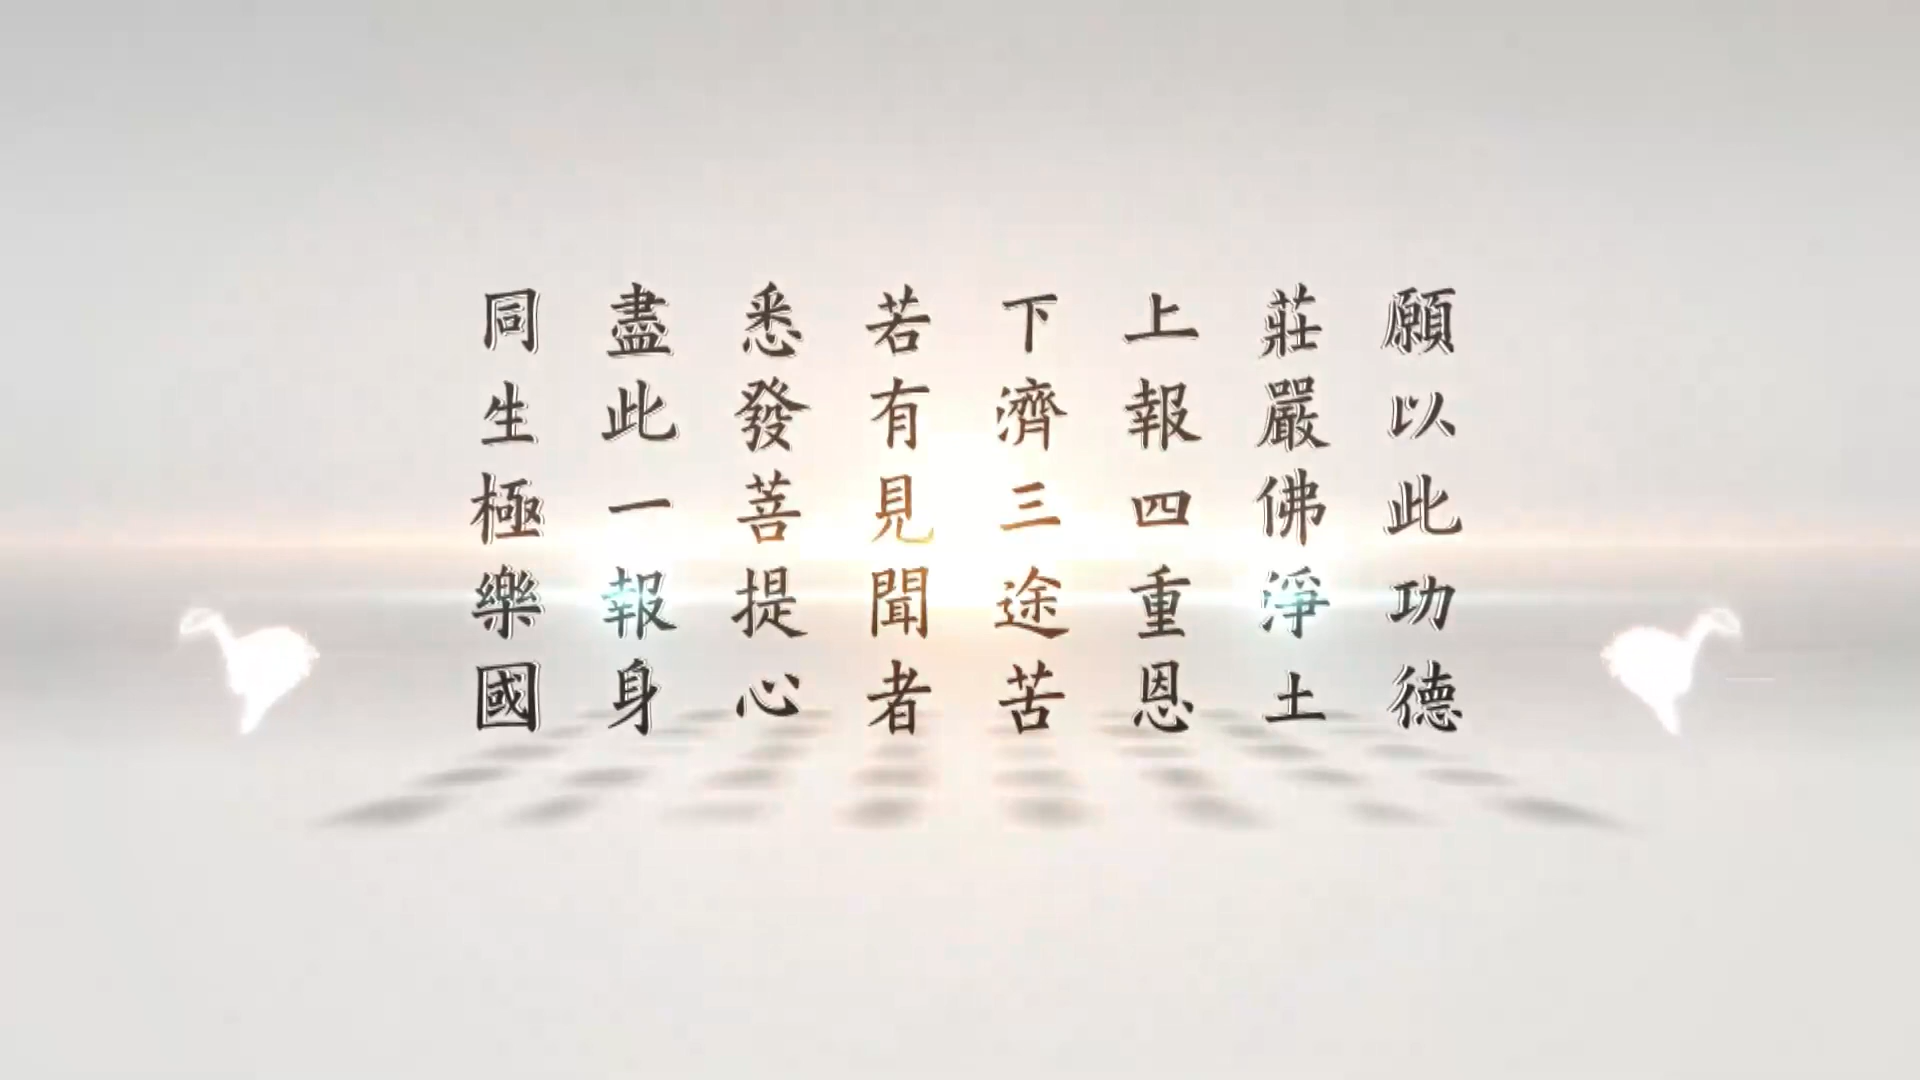 願以此功德
莊嚴佛淨土
上報四重恩
下濟三途苦
若有見聞者
悉發菩提心
盡此一報身
同生極樂國